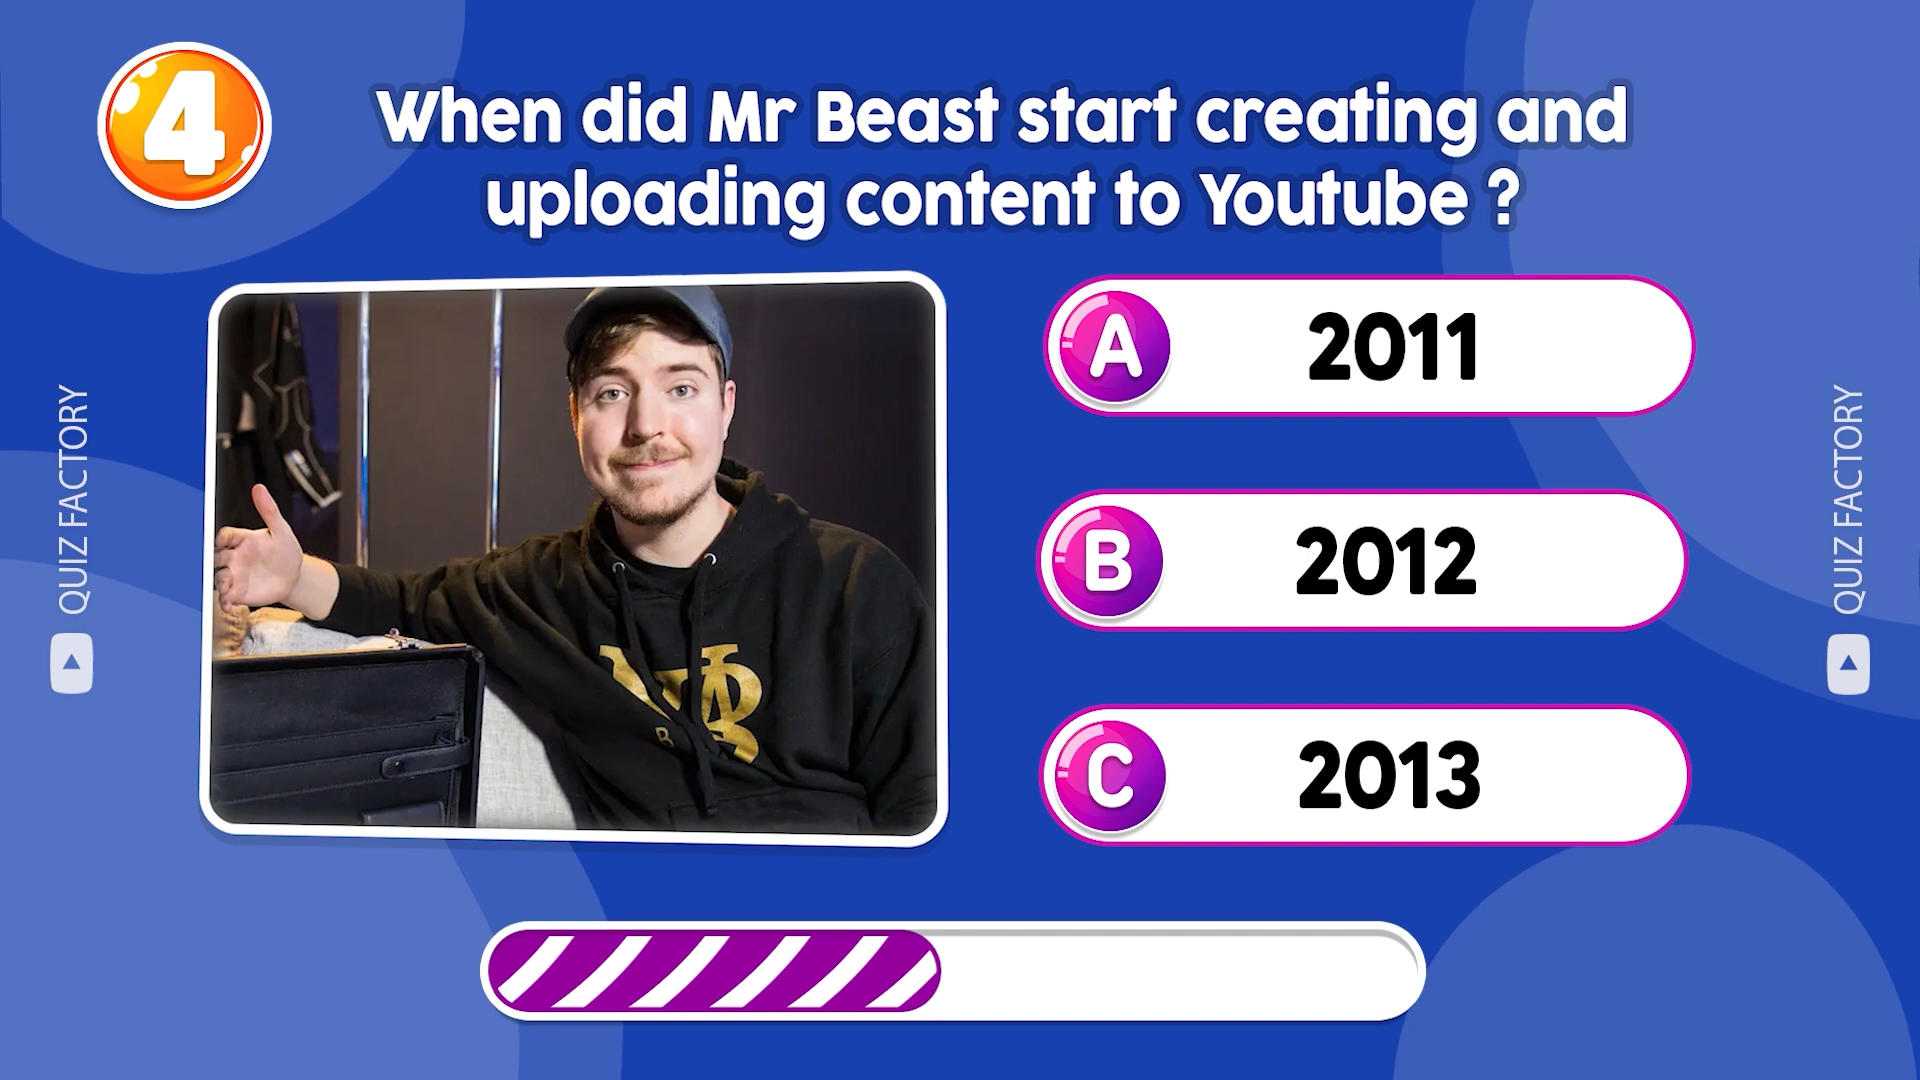 4
When did Mr Beast start creating and
uploading content to Youtube ?
A 2011
B 2012
C 2013
QUIZ FACTORY
QUIZ FACTORY